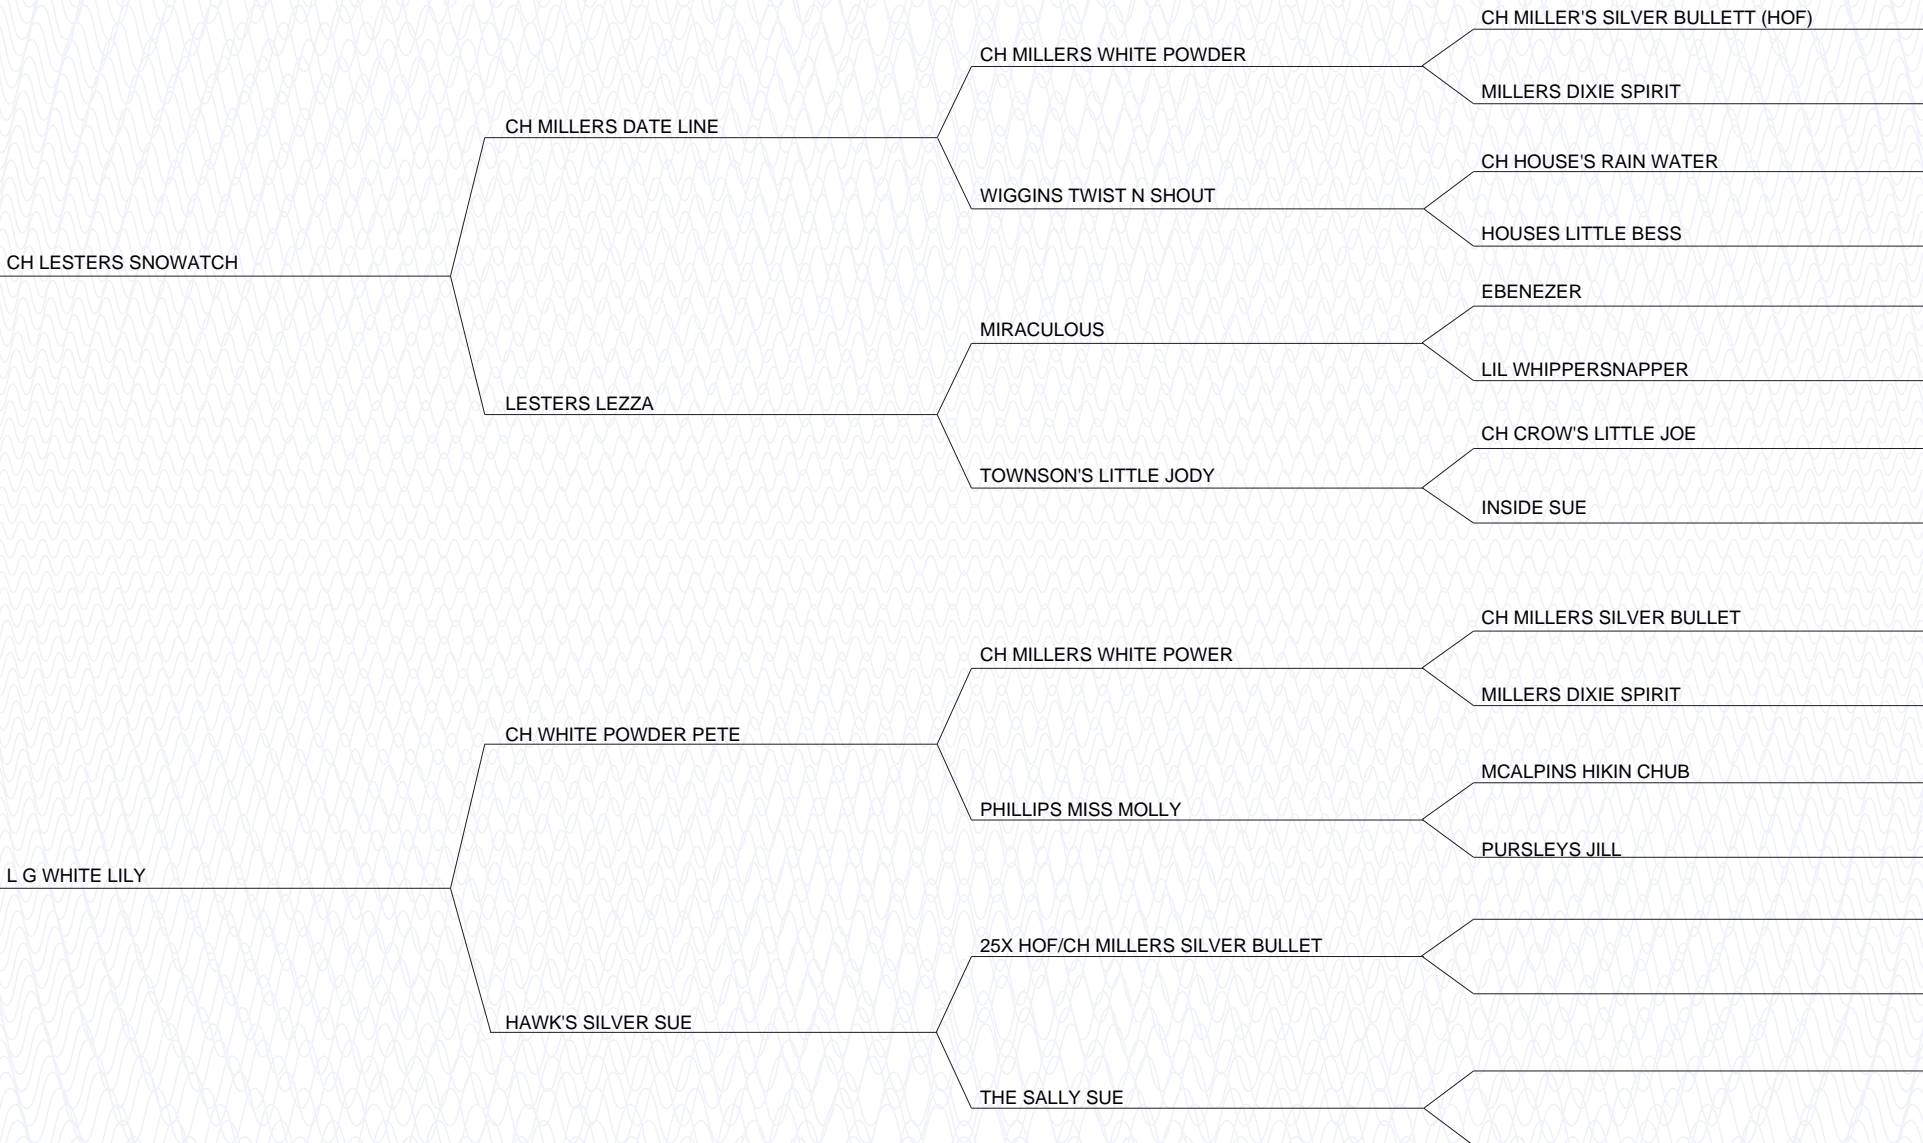 CH MILLER'S SILVER BULLETT (HOF)
CH MILLERS WHITE POWDER
MILLERS DIXIE SPIRIT
CH MILLERS DATE LINE
CH HOUSE'S RAIN WATER
WIGGINS TWIST N SHOUT
HOUSES LITTLE BESS
CH LESTERS SNOWATCH
EBENEZER
MIRACULOUS
LIL WHIPPERSNAPPER
LESTERS LEZZA
CH CROW'S LITTLE JOE
TOWNSON'S LITTLE JODY
INSIDE SUE
CH MILLERS SILVER BULLET
CH MILLERS WHITE POWER
MILLERS DIXIE SPIRIT
CH WHITE POWDER PETE
MCALPINS HIKIN CHUB
PHILLIPS MISS MOLLY
PURSLEYS JILL
L G WHITE LILY
25X HOF/CH MILLERS SILVER BULLET
HAWK'S SILVER SUE
THE SALLY SUE